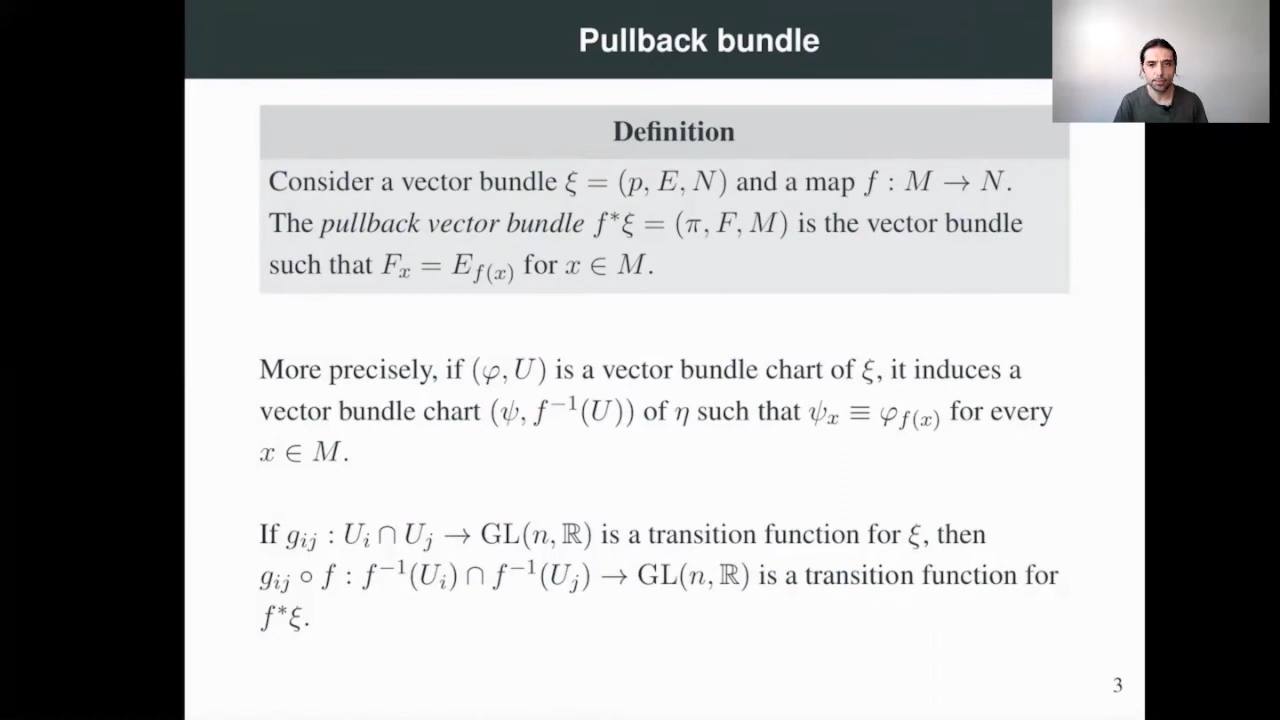 Pullback bundle
Definition
Consider a vector bundle ξ = (p, E, N) and a map f : M → N.
The pullback vector bundle f*ξ = (π, F, M) is the vector bundle
such that Fₓ = E_{f(x)} for x ∈ M.
More precisely, if (φ, U) is a vector bundle chart of ξ, it induces a
vector bundle chart (ψ, f⁻¹(U)) of η such that ψₓ ≡ φ_{f(x)} for every
x ∈ M.
If g_{ij} : U_i ∩ U_j → GL(n, ℝ) is a transition function for ξ, then
g_{ij} ∘ f : f⁻¹(U_i) ∩ f⁻¹(U_j) → GL(n, ℝ) is a transition function for
f*ξ.
3